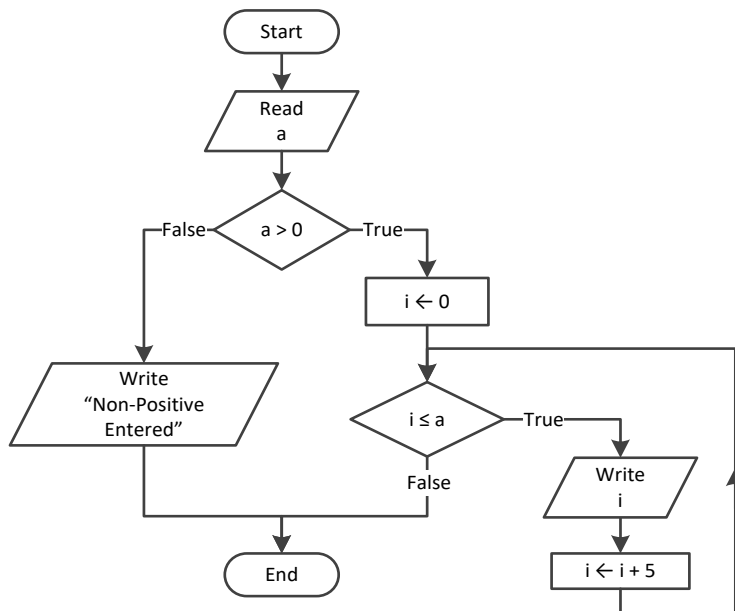 Start
Read
a
a > 0
False
True
i ← 0
Write
“Non-Positive
Entered”
i ≤ a
True
False
Write
i
i ← i + 5
End